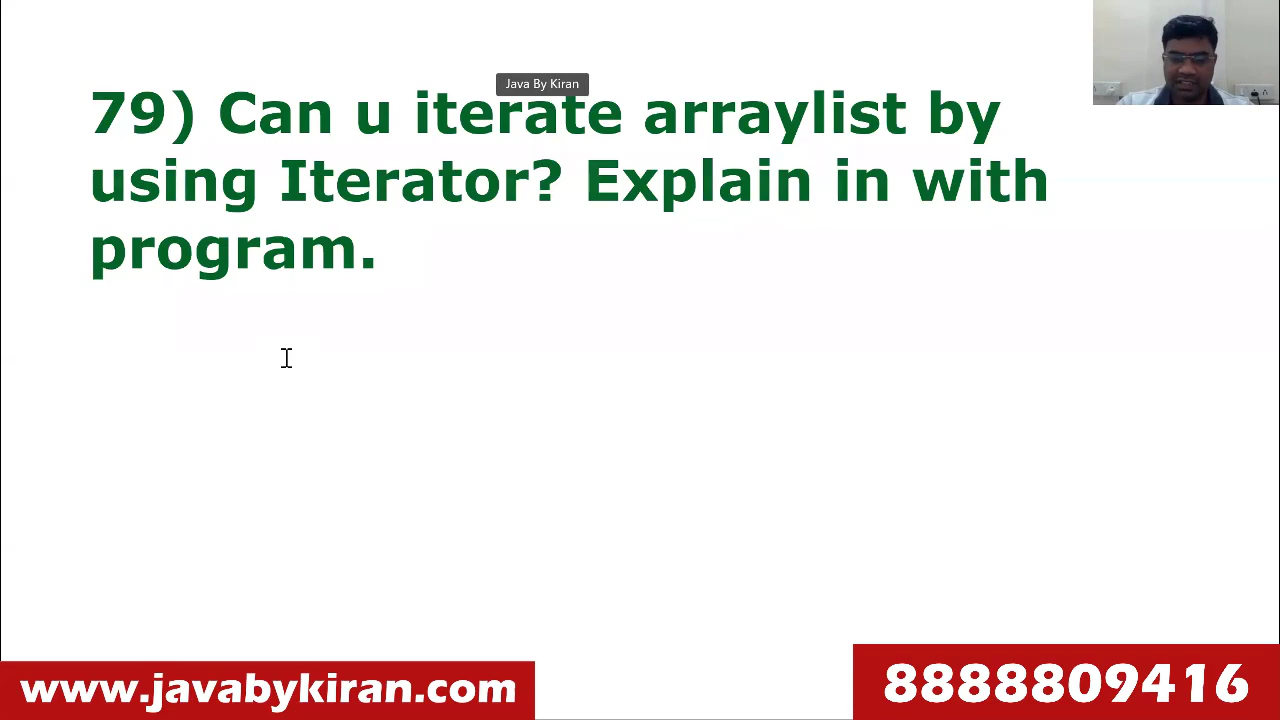 Java By Kiran
79) Can u iterate arraylist by
using Iterator? Explain in with
program.
www.javabykiran.com
8888809416